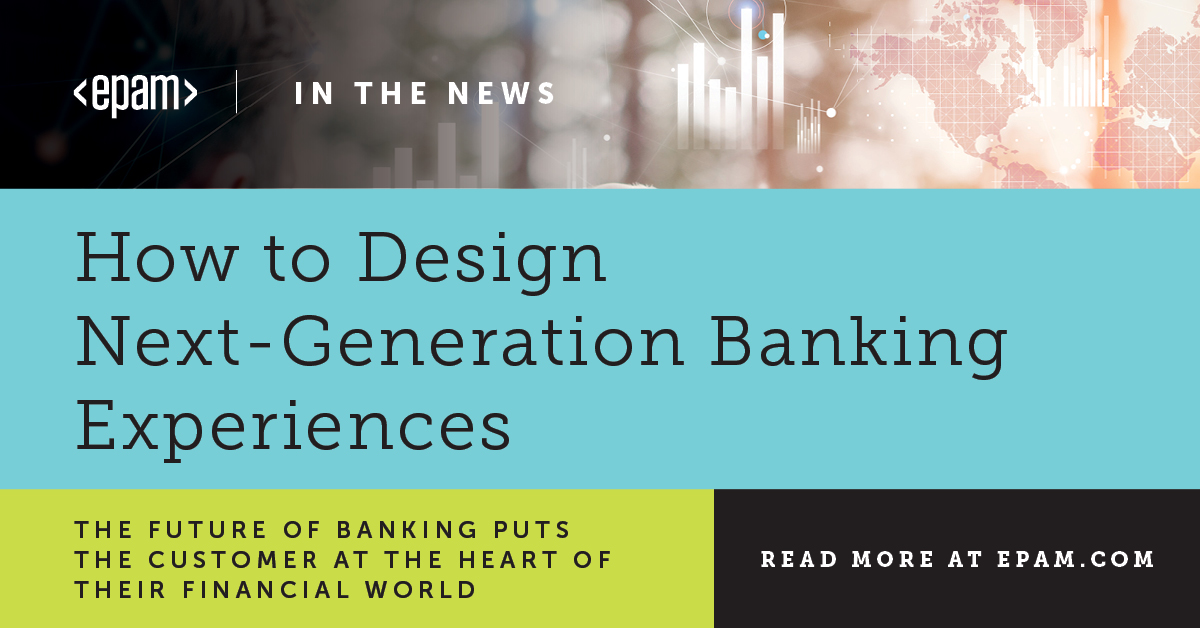 <epam>
IN THE NEWS
How to Design
Next-Generation Banking
Experiences
THE FUTURE OF BANKING PUTS
THE CUSTOMER AT THE HEART OF
THEIR FINANCIAL WORLD
READ MORE AT EPAM.COM